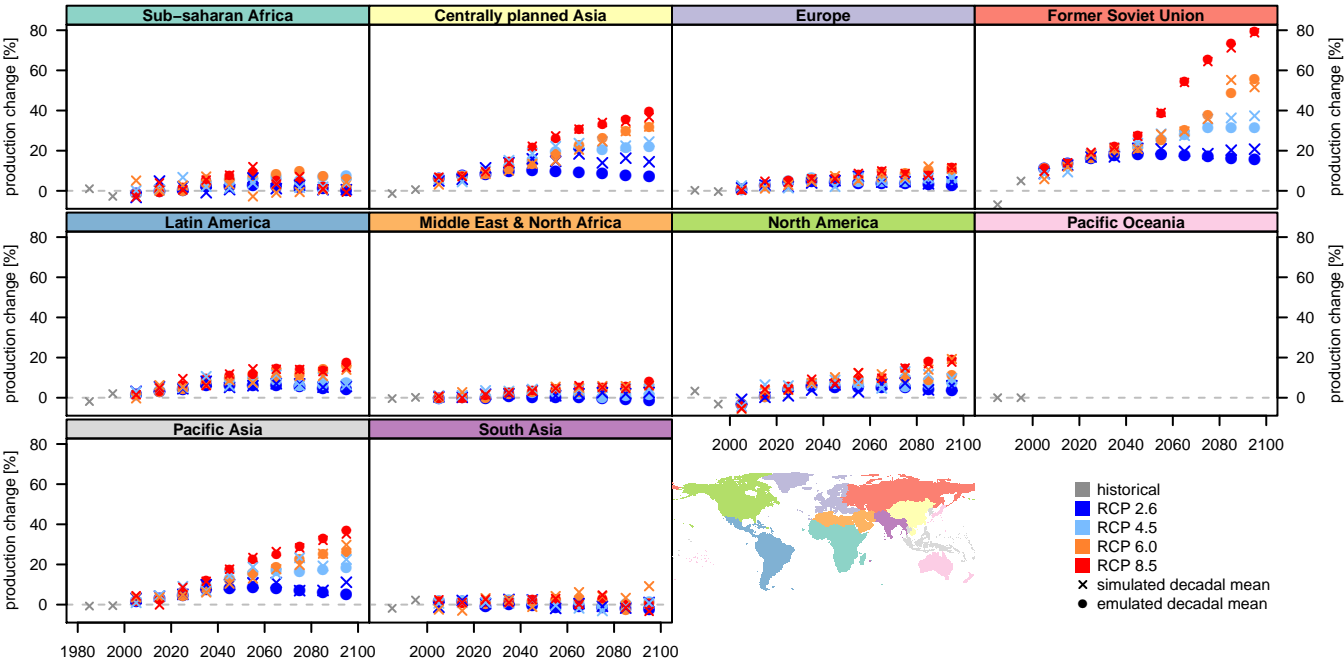 Sub−saharan Africa
Centrally planned Asia
Europe
Former Soviet Union
production change [%]
80
60
40
20
0
80
60
40
20
0
production change [%]
Latin America
Middle East & North Africa
North America
Pacific Oceania
production change [%]
80
60
40
20
0
80
60
40
20
0
production change [%]
2000 2020 2040 2060 2080 2100
2000 2020 2040 2060 2080 2100
Pacific Asia
South Asia
production change [%]
80
60
40
20
0
1980 2000 2020 2040 2060 2080 2100
2000 2020 2040 2060 2080 2100
historical
RCP 2.6
RCP 4.5
RCP 6.0
RCP 8.5
simulated decadal mean
emulated decadal mean